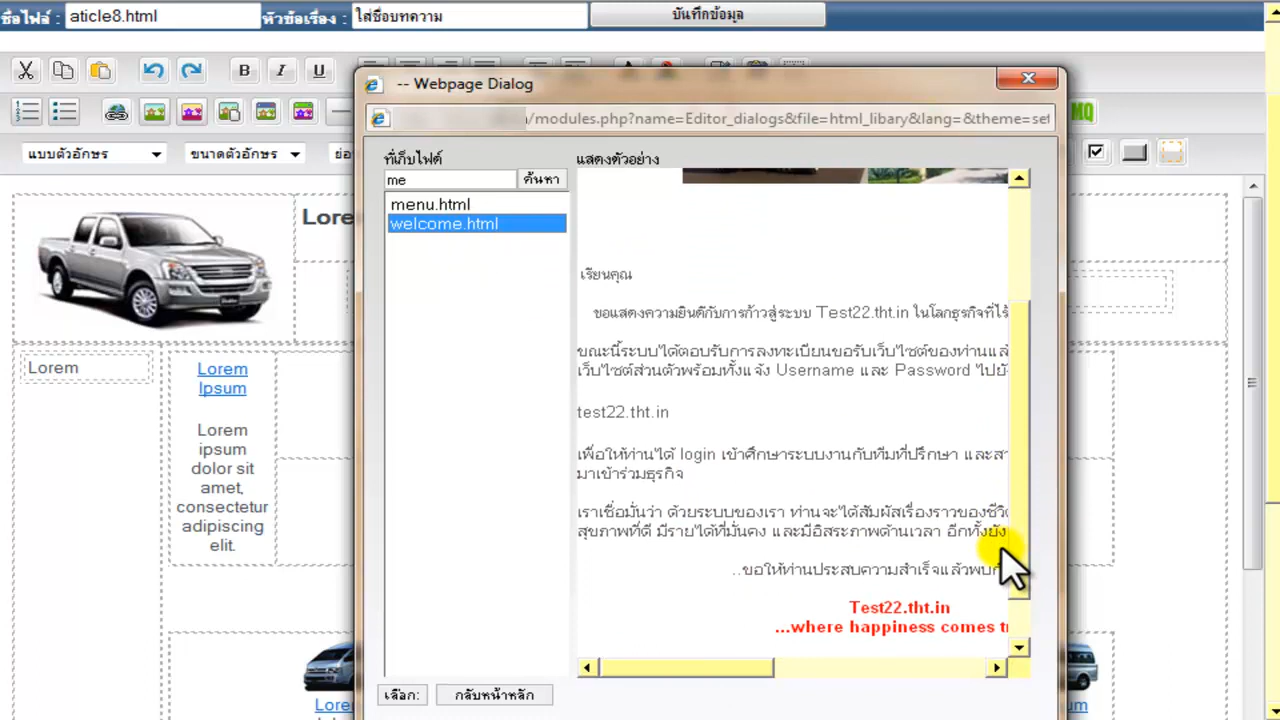 ชื่อไฟล์ : aticle8.html หัวข้อเรื่อง : ใส่ชื่อบทความ บันทึกข้อมูล
B I U
-- Webpage Dialog
/modules.php?name=Editor_dialogs&file=html_libary&lang=&theme=set
MQ
แบบตัวอักษร ขนาดตัวอักษร ย่อ
ที่เก็บไฟต์ แสดงตัวอย่าง
me ค้นหา
menu.html
welcome.html
Lore
เรียนคุณ
ขอแสดงความยินดีกับการก้าวสู่ระบบ Test22.tht.in ในโลกธุรกิจที่ไร้
ขณะนี้ระบบได้ตอบรับการลงทะเบียนขอรับเว็บไซต์ของท่านแล้
เว็บไซต์ส่วนตัวพร้อมทั้งแจ้ง Username และ Password ไปยั
test22.tht.in
เพื่อให้ท่านได้ login เข้าศึกษาระบบงานกับทีมที่ปรึกษา และสา
มาเข้าร่วมธุรกิจ
เราเชื่อมั่นว่า ด้วยระบบของเรา ท่านจะได้สัมผัสเรื่องราวของชีวิต
สุขภาพที่ดี มีรายได้ที่มั่นคง และมีอิสระภาพด้านเวลา อีกทั้งยัง
..ขอให้ท่านประสบความสำเร็จแล้วพบกั
Test22.tht.in
...where happiness comes tr
Lorem
Lorem
Ipsum
Lorem
ipsum
dolor sit
amet,
consectetur
adipiscing
elit.
เลือก: กลับหน้าหลัก
Lore
um